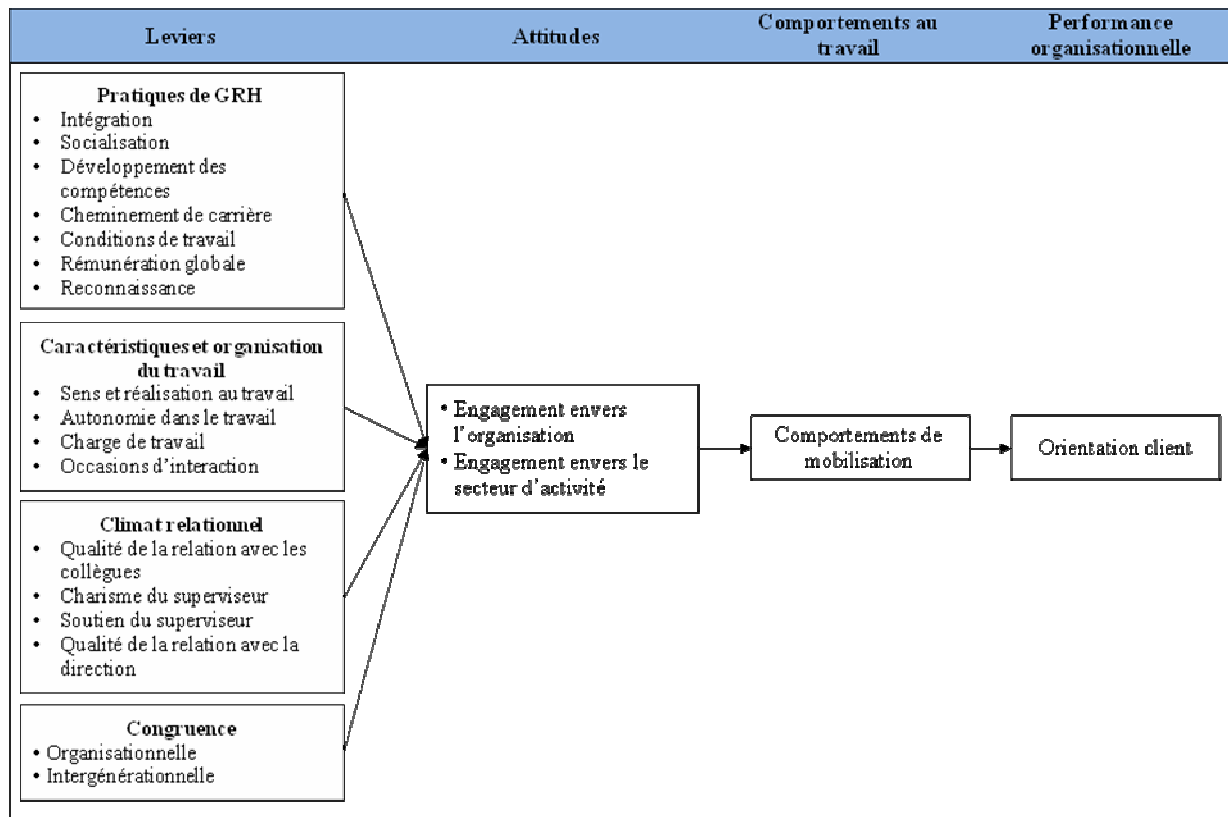 Leviers
Attitudes
Comportements au
travail
Performance
organisationnelle
Pratiques de GRH
• Intégration
• Socialisation
• Développement des
compétences
• Cheminement de carrière
• Conditions de travail
• Rémunération globale
• Reconnaissance
Caractéristiques et organisation
du travail
• Sens et réalisation au travail
• Autonomie dans le travail
• Charge de travail
• Occasions d'interaction
Climat relationnel
• Qualité de la relation avec les
collègues
• Charisme du superviseur
• Soutien du superviseur
• Qualité de la relation avec la
direction
Congruence
• Organisationnelle
• Intergénérationnelle
• Engagement envers
l'organisation
• Engagement envers le
secteur d'activité
Comportements de
mobilisation
Orientation client